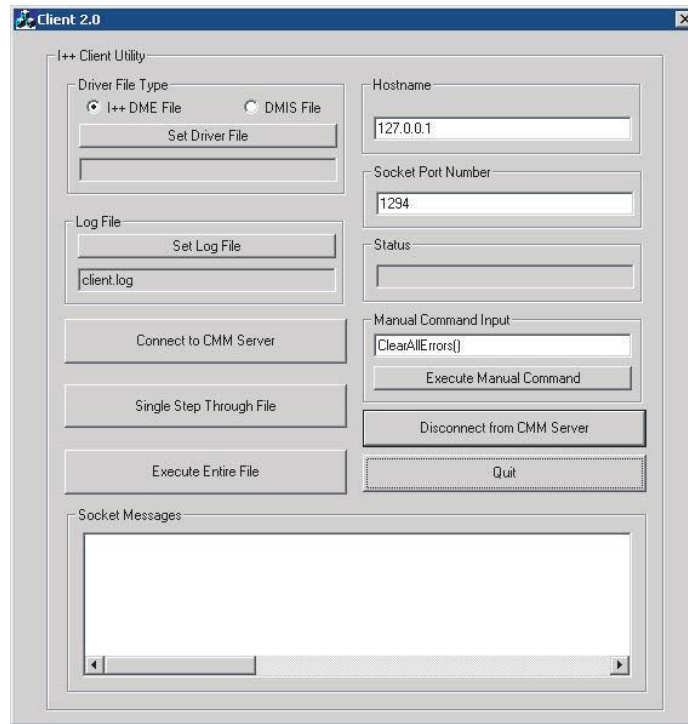 Client 2.0
I++ Client Utility
Driver File Type
I++ DME File
DMIS File
Set Driver File
Log File
Set Log File
client.log
Connect to CMM Server
Single Step Through File
Execute Entire File
Hostname
127.0.0.1
Socket Port Number
1294
Status
Manual Command Input
ClearAllErrors()
Execute Manual Command
Disconnect from CMM Server
Quit
Socket Messages